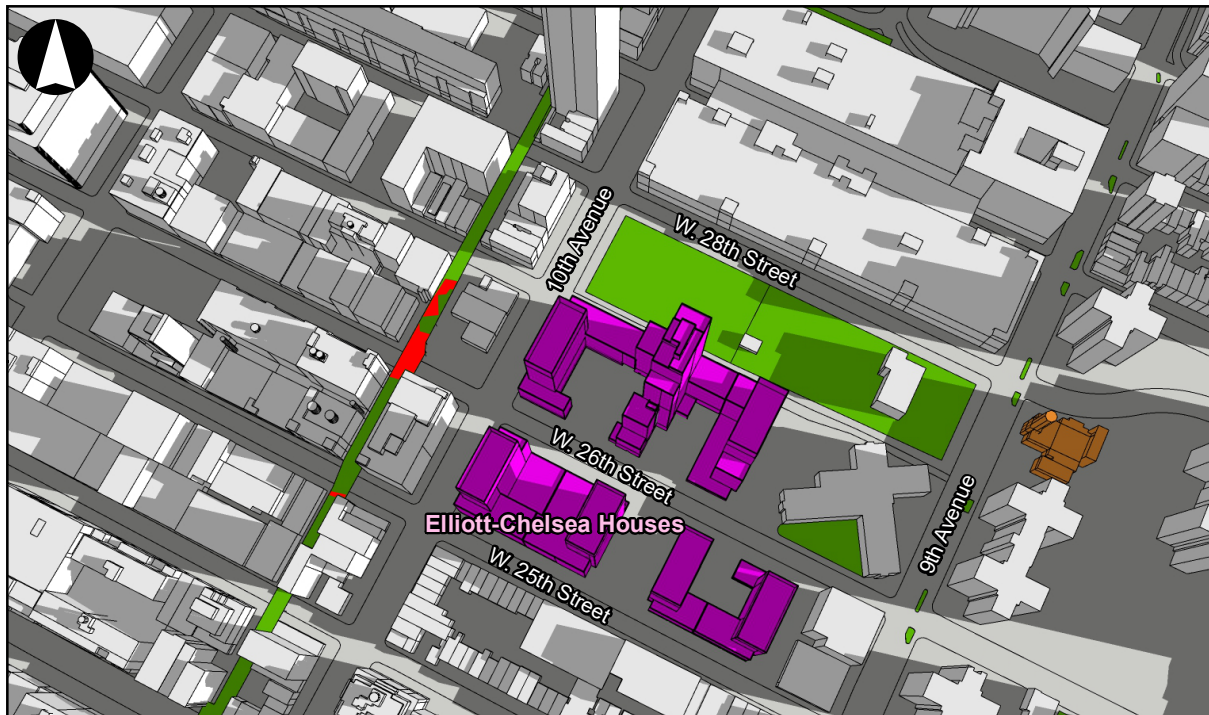 10th Avenue
W. 28th Street
W. 26th Street
Elliott-Chelsea Houses
9th Avenue
W. 25th Street